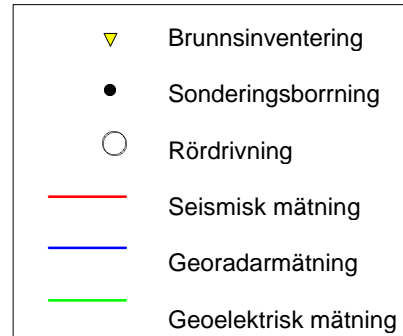 Brunnsinventering
Sonderingsborrning
Rördrivning
Seismisk mätning
Georadarmätning
Geoelektrisk mätning